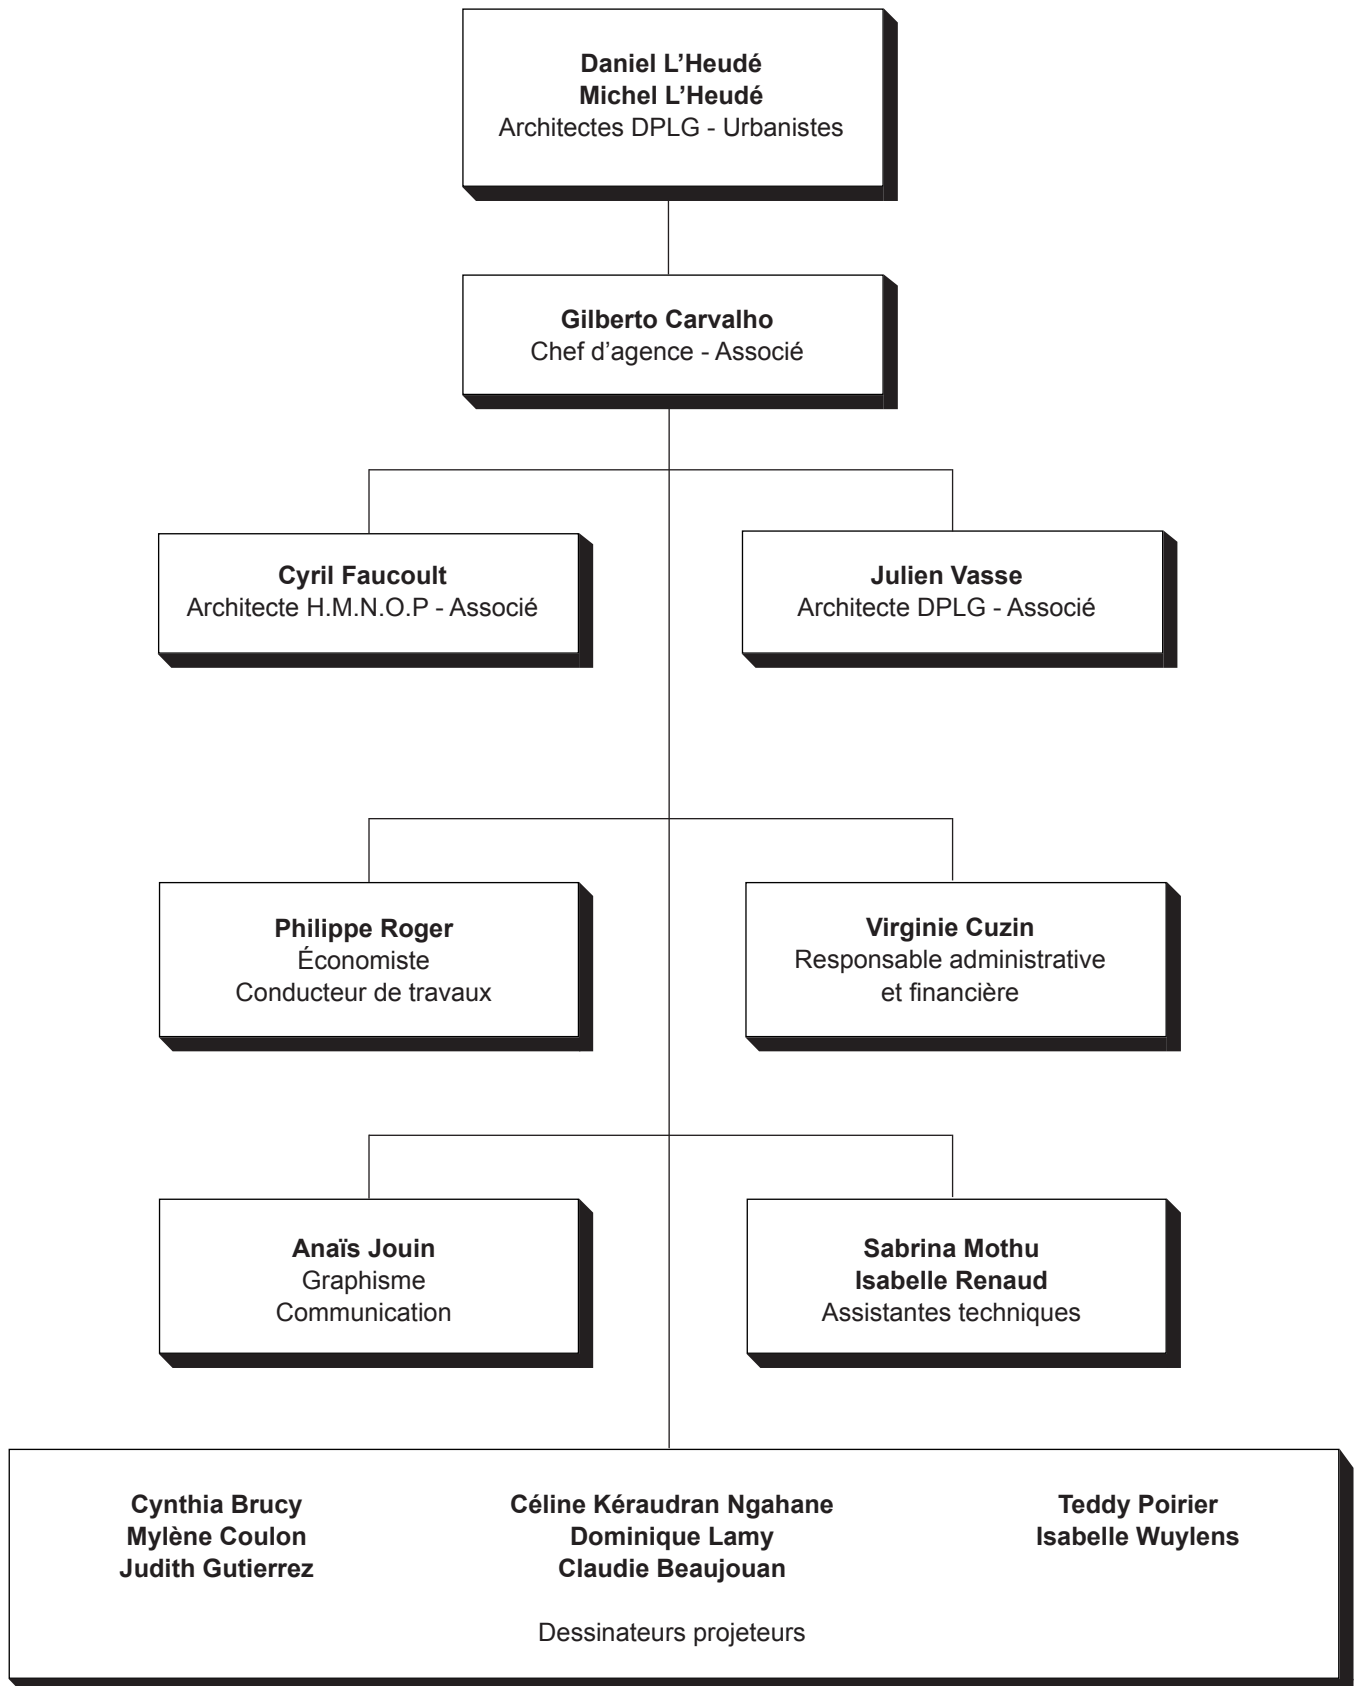 Daniel L’Heudé
Michel L’Heudé
Architectes DPLG - Urbanistes
Gilberto Carvalho
Chef d’agence - Associé
Cyril Faucoult
Architecte H.M.N.O.P - Associé
Julien Vasse
Architecte DPLG - Associé
Philippe Roger
Économiste
Conducteur de travaux
Virginie Cuzin
Responsable administrative
et financière
Anaïs Jouin
Graphisme
Communication
Sabrina Mothu
Isabelle Renaud
Assistantes techniques
Cynthia Brucy
Mylène Coulon
Judith Gutierrez
Céline Kéraudran Ngahane
Dominique Lamy
Claudie Beaujouan
Teddy Poirier
Isabelle Wuylens
Dessinateurs projeteurs